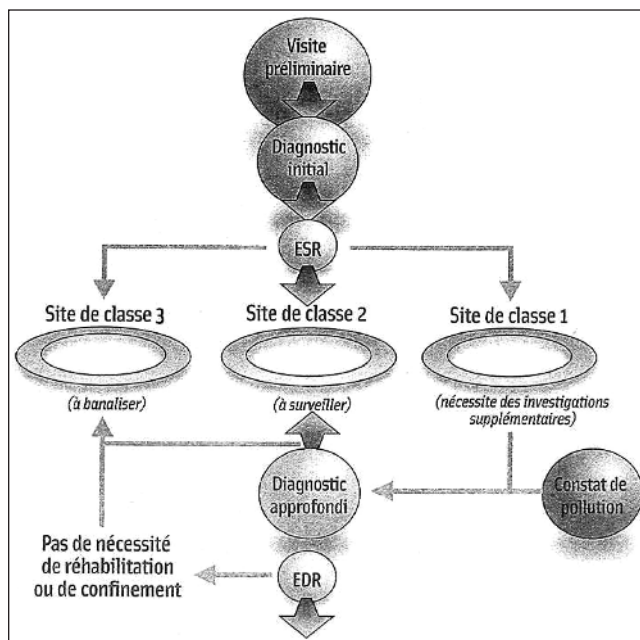 Visite
préliminaire
Diagnostic
initial
ESR
Site de classe 3
Site de classe 2
Site de classe 1
(à banaliser)
(à surveiller)
(nécessite des investigations
supplémentaires)
Diagnostic
approfondi
Constat de
pollution
Pas de nécessité
de réhabilitation
ou de confinement
EDR